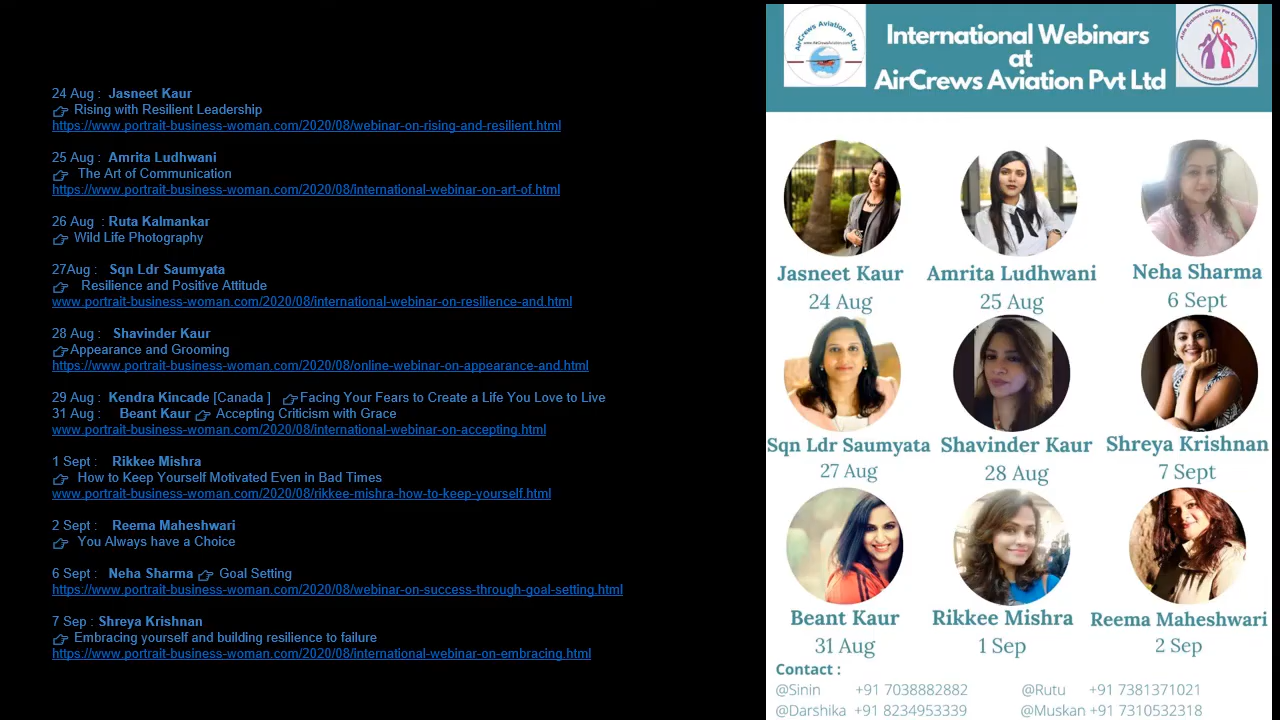 24 Aug : Jasneet Kaur
👉 Rising with Resilient Leadership
https://www.portrait-business-woman.com/2020/08/webinar-on-rising-and-resilient.html
25 Aug : Amrita Ludhwani
👉 The Art of Communication
https://www.portrait-business-woman.com/2020/08/international-webinar-on-art-of.html
26 Aug : Ruta Kalmankar
👉 Wild Life Photography
27Aug : Sqn Ldr Saumyata
👉 Resilience and Positive Attitude
www.portrait-business-woman.com/2020/08/international-webinar-on-resilience-and.html
28 Aug : Shavinder Kaur
👉Appearance and Grooming
https://www.portrait-business-woman.com/2020/08/online-webinar-on-appearance-and.html
29 Aug : Kendra Kincade [Canada ] 👉Facing Your Fears to Create a Life You Love to Live
31 Aug : Beant Kaur 👉 Accepting Criticism with Grace
www.portrait-business-woman.com/2020/08/international-webinar-on-accepting.html
1 Sept : Rikkee Mishra
👉 How to Keep Yourself Motivated Even in Bad Times
www.portrait-business-woman.com/2020/08/rikkee-mishra-how-to-keep-yourself.html
2 Sept : Reema Maheshwari
👉 You Always have a Choice
6 Sept : Neha Sharma 👉 Goal Setting
https://www.portrait-business-woman.com/2020/08/webinar-on-success-through-goal-setting.html
7 Sep : Shreya Krishnan
👉 Embracing yourself and building resilience to failure
https://www.portrait-business-woman.com/2020/08/international-webinar-on-embracing.html
AirCrews Aviation P Ltd
International Webinars
at
AirCrews Aviation Pvt Ltd
Jasneet Kaur Amrita Ludhwani Neha Sharma
24 Aug 25 Aug 6 Sept
Sqn Ldr Saumyata Shavinder Kaur Shreya Krishnan
27 Aug 28 Aug 7 Sept
Beant Kaur Rikkee Mishra Reema Maheshwari
31 Aug 1 Sep 2 Sep
Contact :
@Sinin +91 7038882882 @Rutu +91 7381371021
@Darshika +91 8234953339 @Muskan +91 7310532318